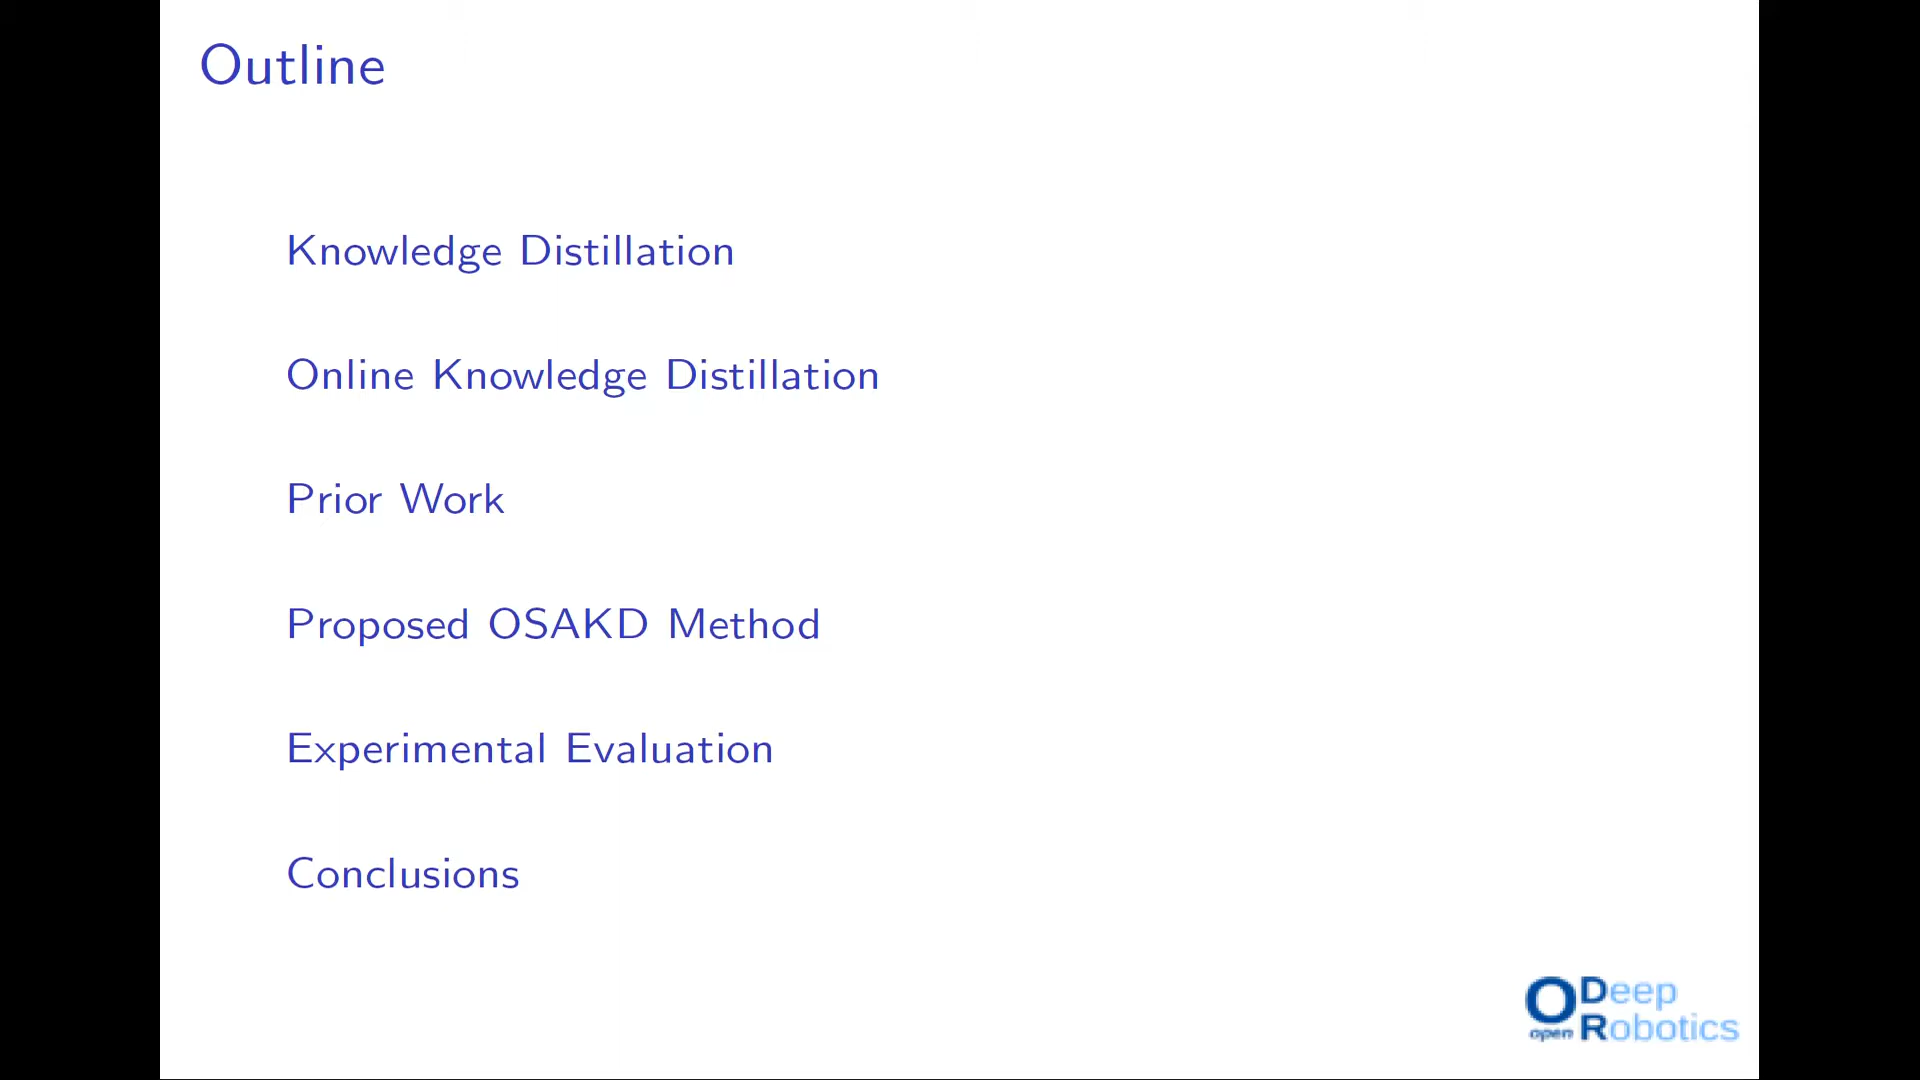 Outline
Knowledge Distillation
Online Knowledge Distillation
Prior Work
Proposed OSAKD Method
Experimental Evaluation
Conclusions
Deep
open Robotics